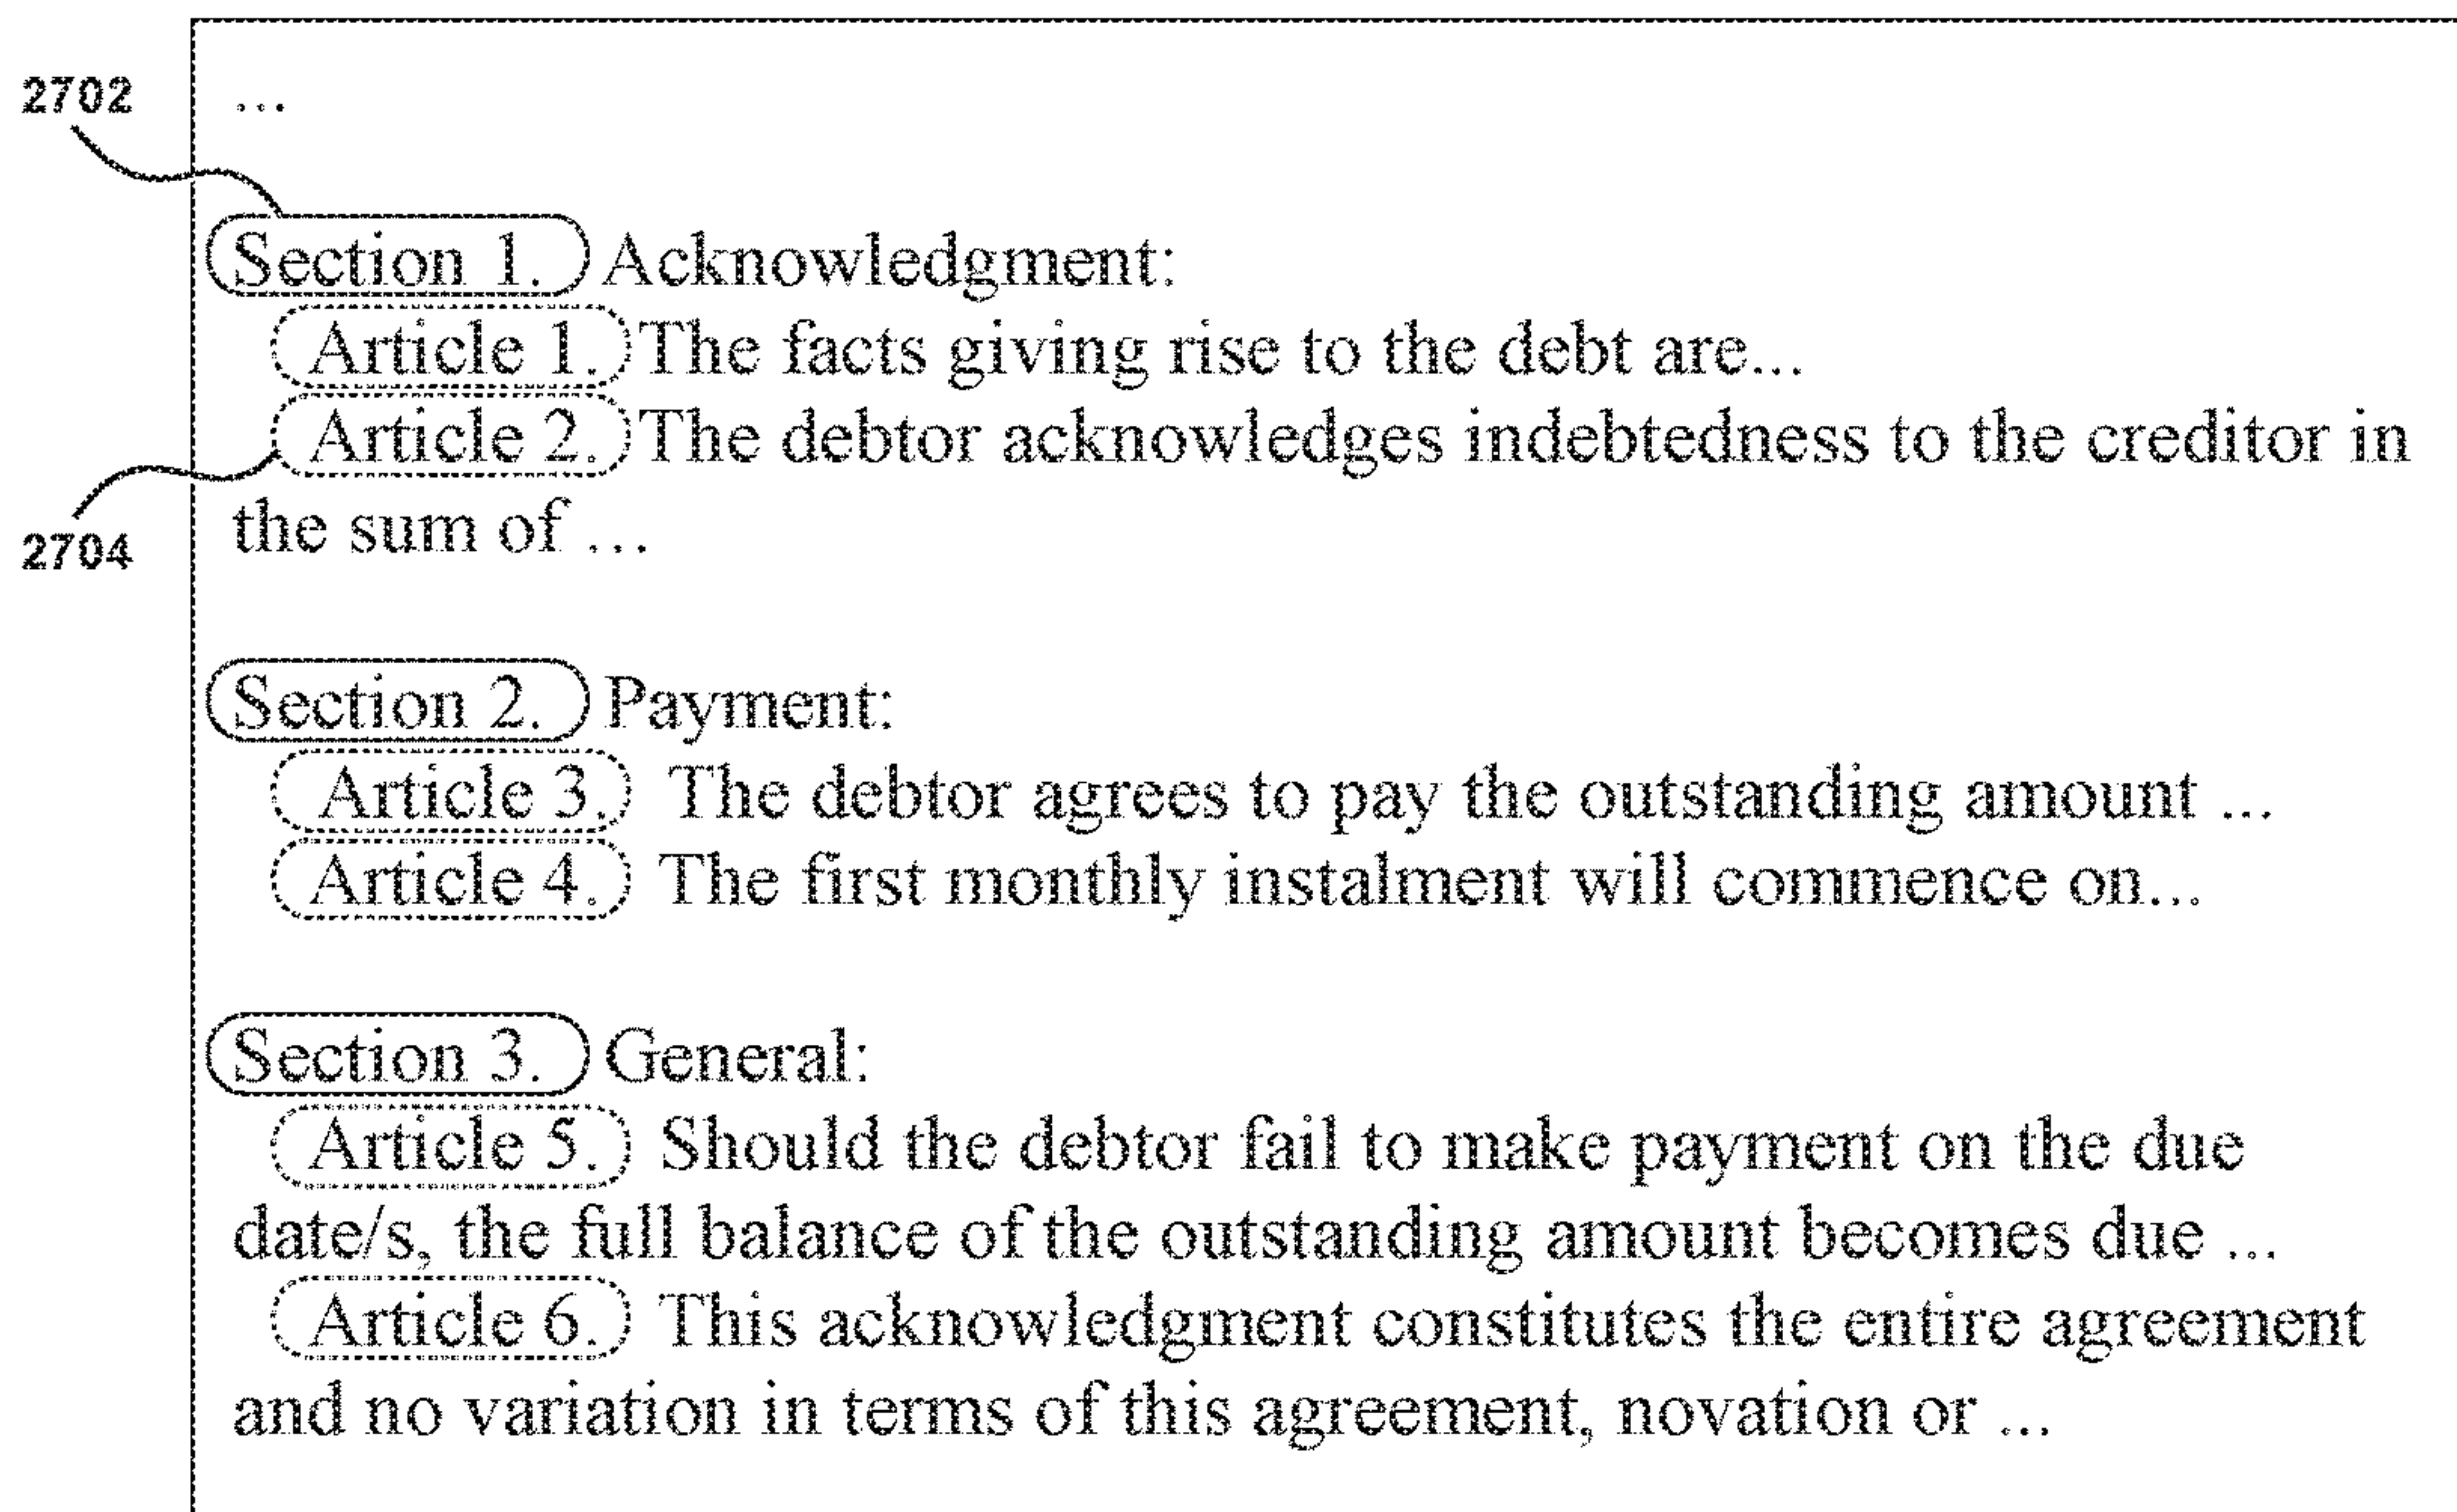 2702
...
Section 1. Acknowledgment:
Article 1. The facts giving rise to the debt are...
Article 2. The debtor acknowledges indebtedness to the creditor in
the sum of ...
2704
Section 2. Payment:
Article 3. The debtor agrees to pay the outstanding amount ...
Article 4. The first monthly instalment will commence on...
Section 3. General:
Article 5. Should the debtor fail to make payment on the due
date/s, the full balance of the outstanding amount becomes due ...
Article 6. This acknowledgment constitutes the entire agreement
and no variation in terms of this agreement, novation or ...